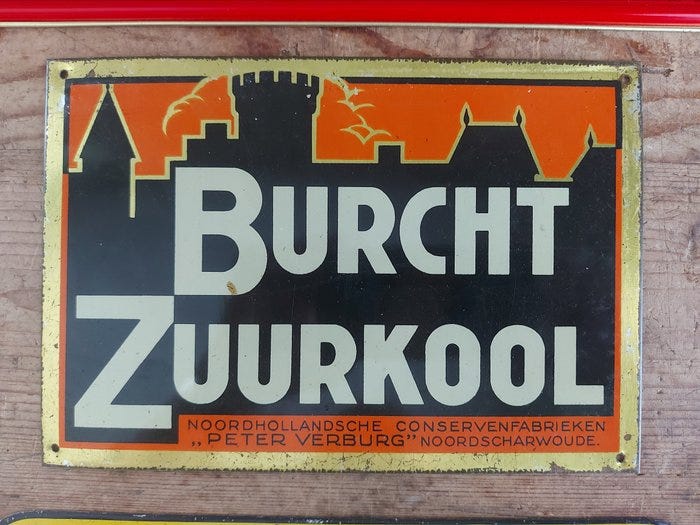 BURCHT
ZUURKOOL
NOORDHOLLANDSCHE CONSERVENFABRIEKEN
„PETER VERBURG” NOORDSCHARWOUDE.